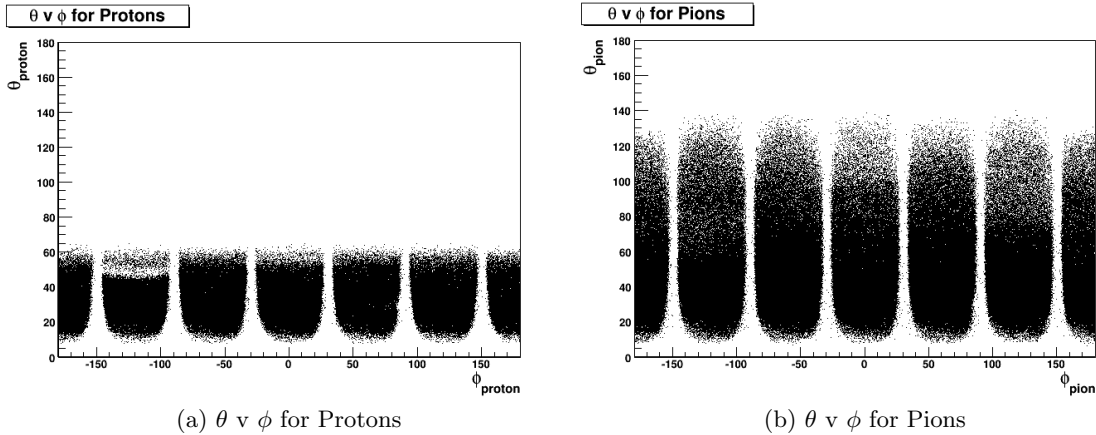 θ v ϕ for Protons
θ v ϕ for Pions
θproton
180
160
140
120
100
80
60
40
20
0
-150 -100 -50 0 50 100 150
ϕproton
θpion
180
160
140
120
100
80
60
40
20
0
-150 -100 -50 0 50 100 150
ϕpion
(a) θ v ϕ for Protons
(b) θ v ϕ for Pions